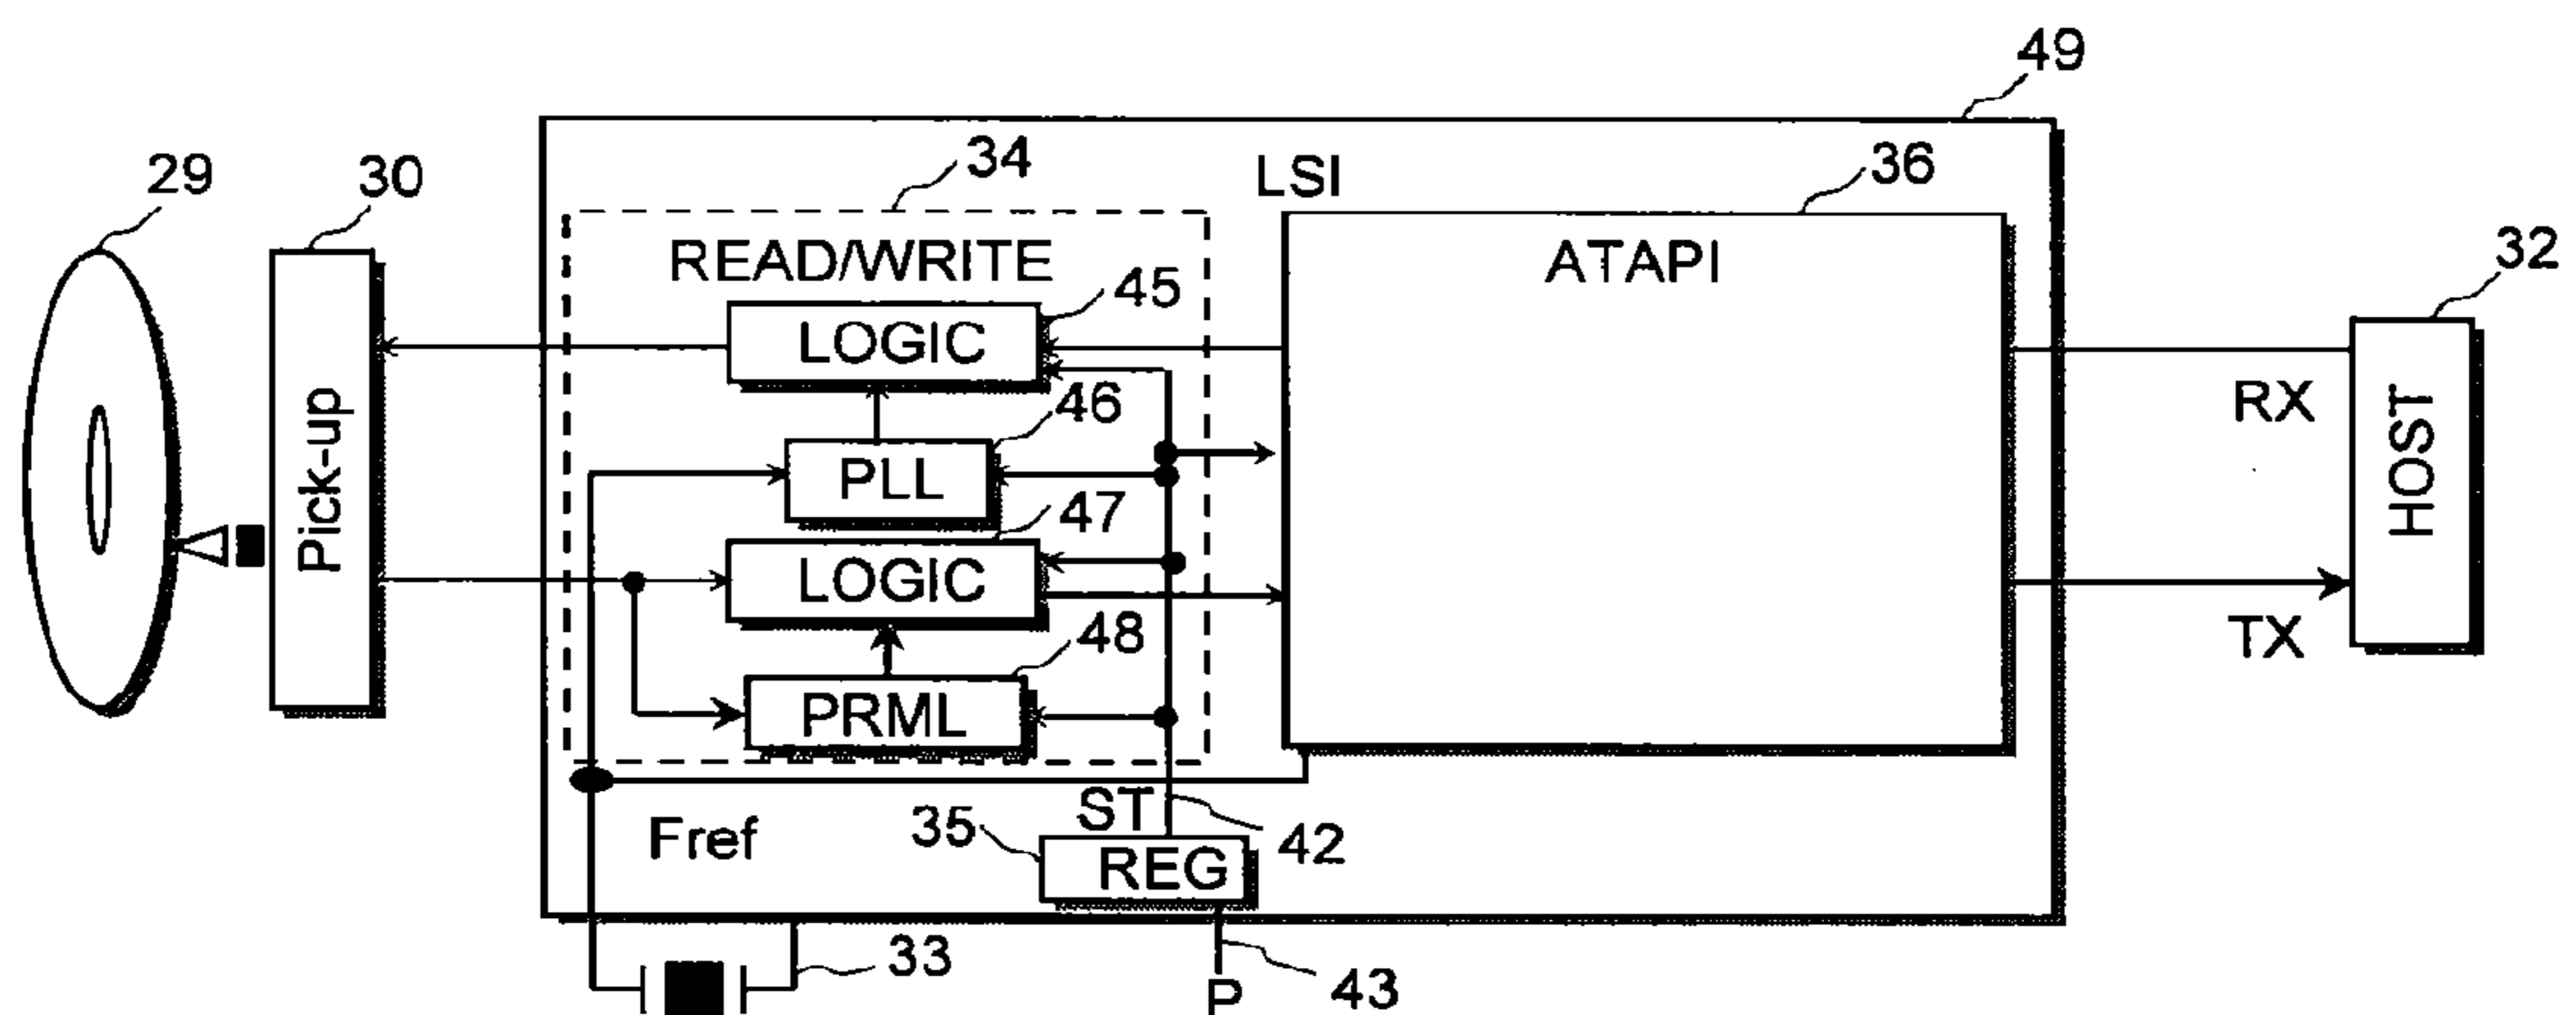 49
29
30
34
LSI
36
READ/WRITE
ATAPI
32
45
LOGIC
46
RX
Pick-up
PLL
HOST
47
LOGIC
48
TX
PRML
ST
Fref
35
42
REG
33
43
P